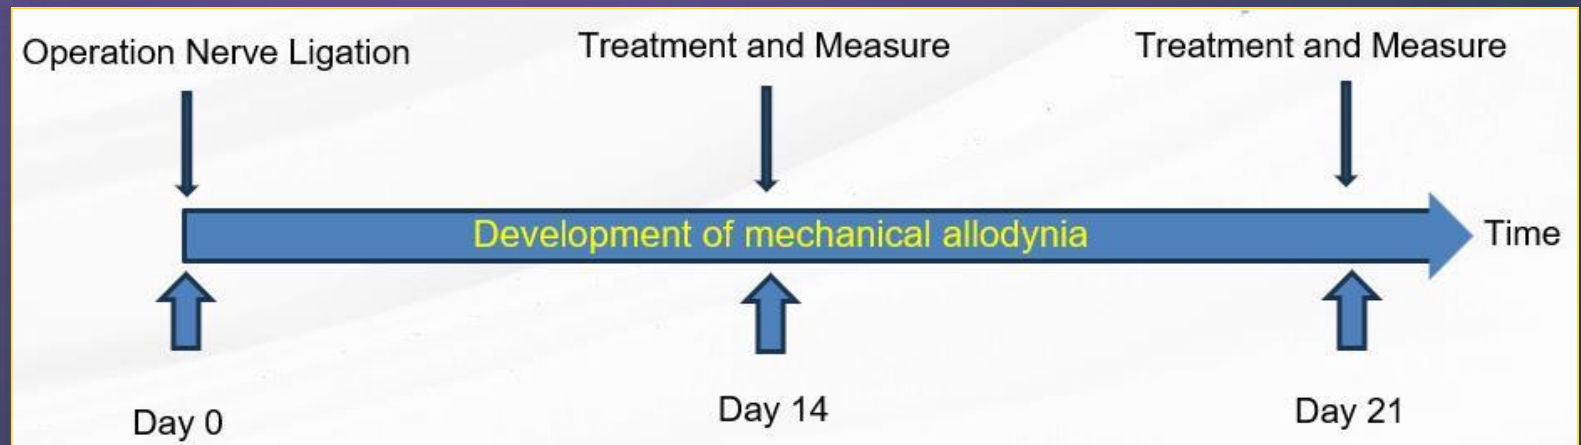 Operation Nerve Ligation
Treatment and Measure
Treatment and Measure
Development of mechanical allodynia
Time
Day 0
Day 14
Day 21